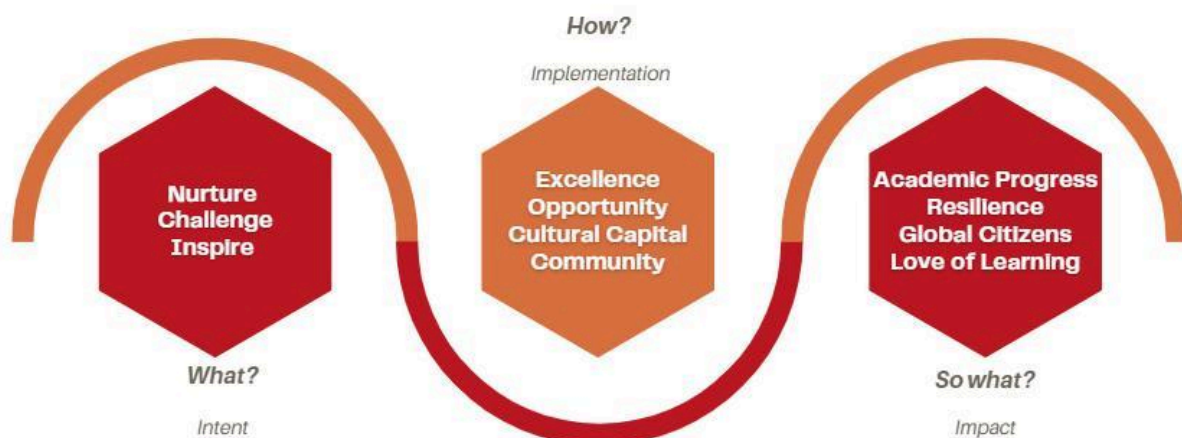 Nurture
Challenge
Inspire
What?
Intent
How?
Implementation
Excellence
Opportunity
Cultural Capital
Community
Academic Progress
Resilience
Global Citizens
Love of Learning
So what?
Impact